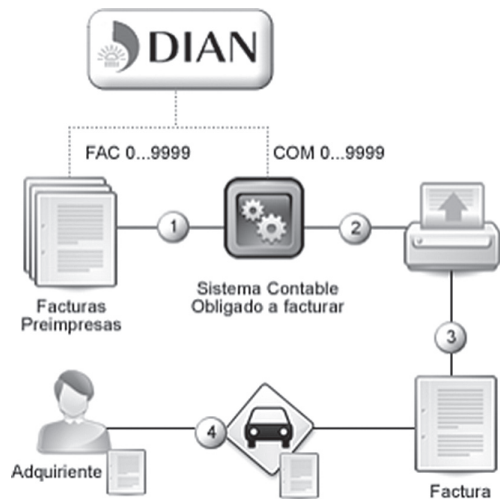 DIAN
FAC 0...9999
COM 0...9999
1
2
Facturas
Preimpresas
Sistema Contable
Obligado a facturar
3
4
Adquiriente
Factura